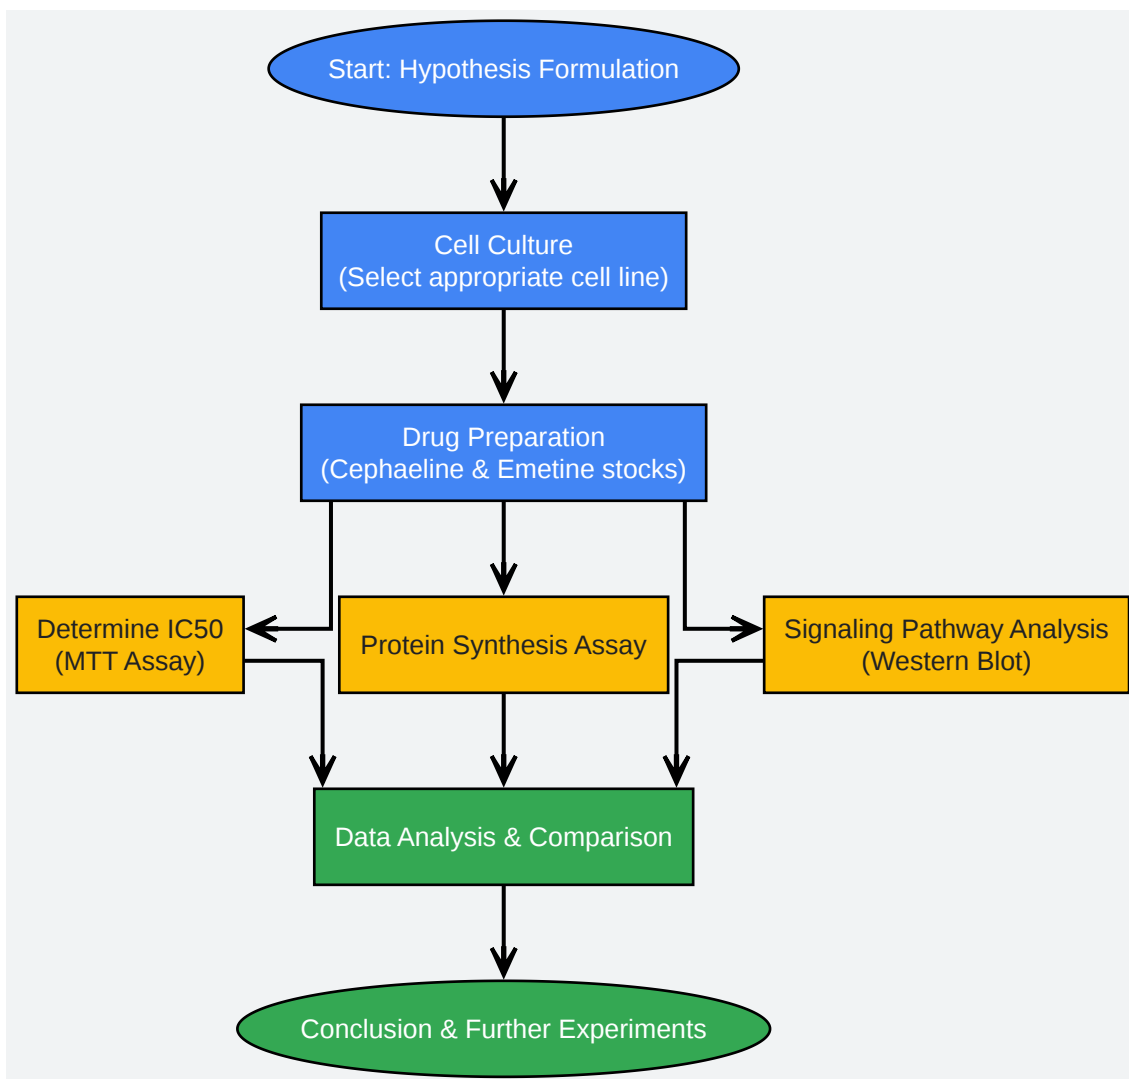 Start: Hypothesis Formulation
Cell Culture
(Select appropriate cell line)
Drug Preparation
(Cephaeline & Emetine stocks)
Determine IC50
(MTT Assay)
Protein Synthesis Assay
Signaling Pathway Analysis
(Western Blot)
Data Analysis & Comparison
Conclusion & Further Experiments